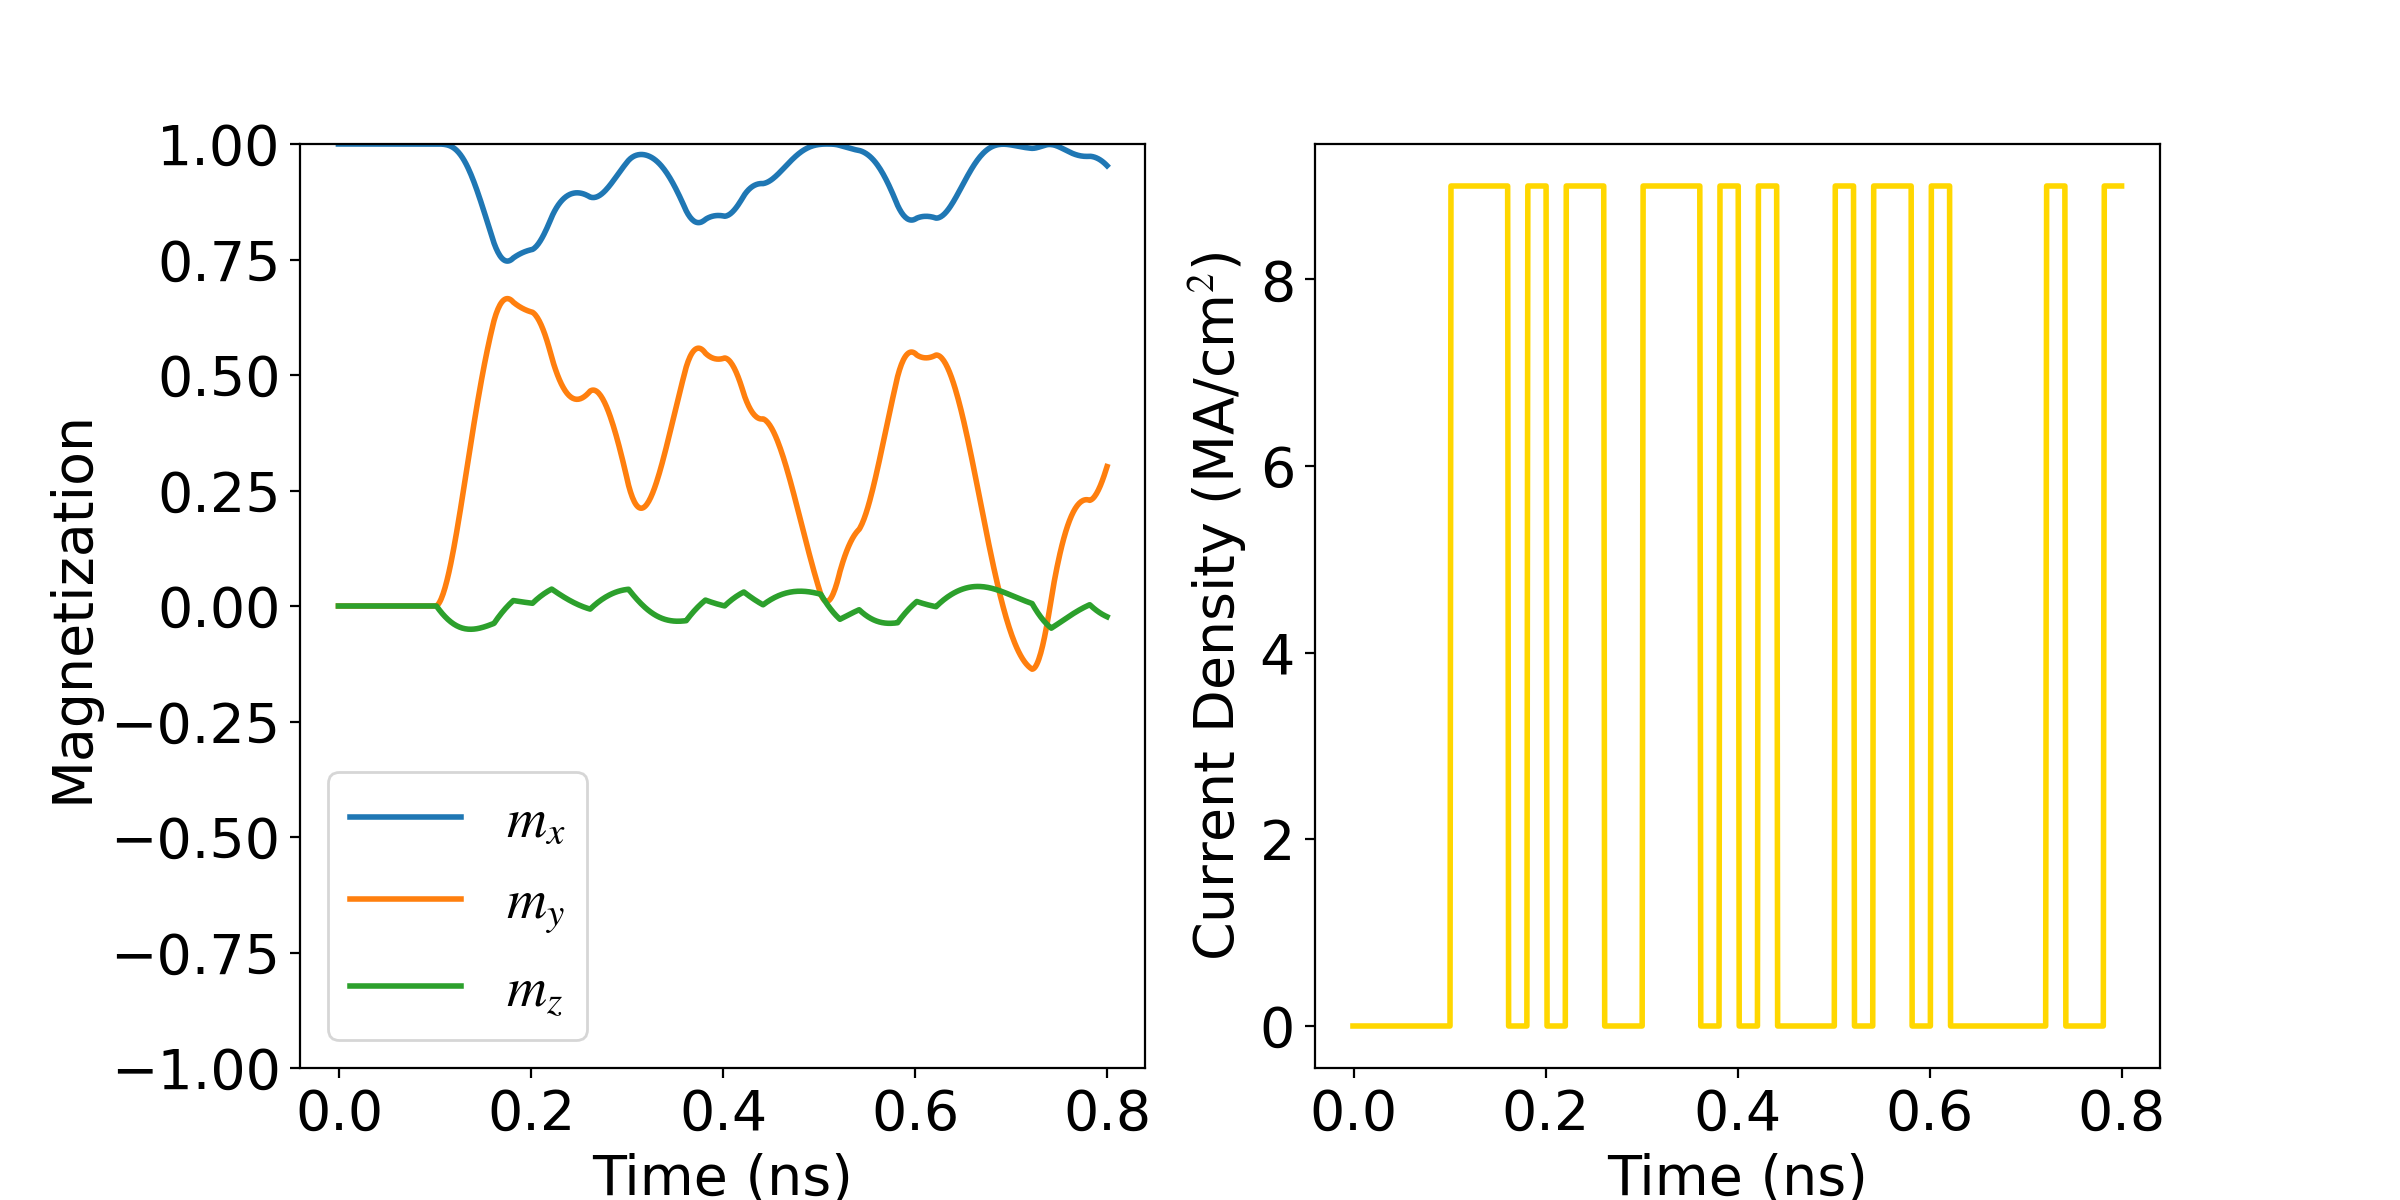 1.00
0.75
0.50
0.25
0.00
−0.25
−0.50
−0.75
−1.00
Magnetization
m_x
m_y
m_z
0.0 0.2 0.4 0.6 0.8
Time (ns)
8
6
4
2
0
Current Density (MA/cm²)
0.0 0.2 0.4 0.6 0.8
Time (ns)